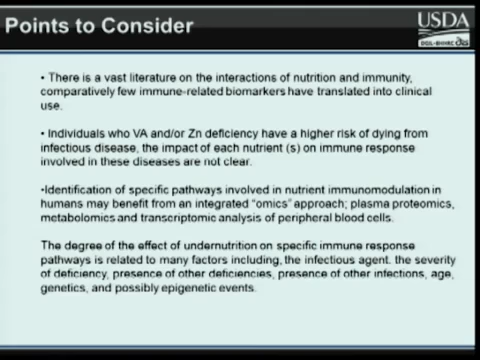 Points to Consider
USDA
• There is a vast literature on the interactions of nutrition and immunity,
comparatively few immune-related biomarkers have translated into clinical
use.
• Individuals who VA and/or Zn deficiency have a higher risk of dying from
infectious disease, the impact of each nutrient (s) on immune response
involved in these diseases are not clear.
•Identification of specific pathways involved in nutrient immunomodulation in
humans may benefit from an integrated “omics” approach; plasma proteomics,
metabolomics and transcriptomic analysis of peripheral blood cells.
The degree of the effect of undernutrition on specific immune response
pathways is related to many factors including, the infectious agent. the severity
of deficiency, presence of other deficiencies, presence of other infections, age,
genetics, and possibly epigenetic events.